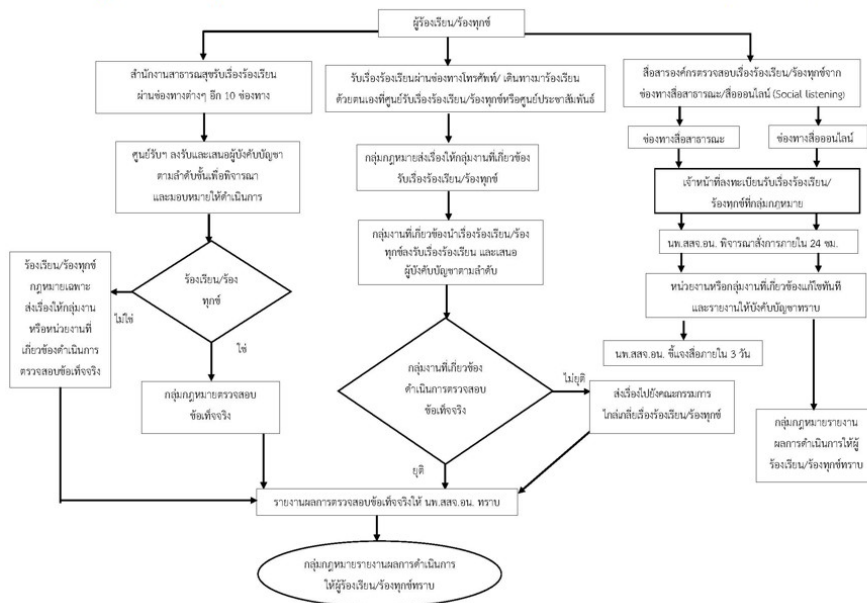 ผู้ร้องเรียน/ร้องทุกข์
สำนักงานสาธารณสุขรับเรื่องร้องเรียน
ผ่านช่องทางต่างๆ อีก 10 ช่องทาง
ศูนย์รับฯ ลงรับและเสนอผู้บังคับบัญชา
ตามลำดับชั้นเพื่อพิจารณา
และมอบหมายให้ดำเนินการ
ร้องเรียน/ร้อง
ทุกข์
ไม่ใช่
ใช่
ร้องเรียน/ร้องทุกข์
กฎหมายเฉพาะ
ส่งเรื่องให้กลุ่มงาน
หรือหน่วยงานที่
เกี่ยวข้องดำเนินการ
ตรวจสอบข้อเท็จจริง
กลุ่มกฎหมายตรวจสอบ
ข้อเท็จจริง
รับเรื่องร้องเรียนผ่านช่องทางโทรศัพท์/ เดินทางมาร้องเรียน
ด้วยตนเองที่ศูนย์รับเรื่องร้องเรียน/ร้องทุกข์หรือศูนย์ประชาสัมพันธ์
กลุ่มกฎหมายส่งเรื่องให้กลุ่มงานที่เกี่ยวข้อง
รับเรื่องร้องเรียน/ร้องทุกข์
กลุ่มงานที่เกี่ยวข้องนำเรื่องร้องเรียน/ร้อง
ทุกข์ลงรับเรื่องร้องเรียน และเสนอ
ผู้บังคับบัญชาตามลำดับ
กลุ่มงานที่เกี่ยวข้อง
ดำเนินการตรวจสอบ
ข้อเท็จจริง
ไม่ยุติ
ยุติ
ส่งเรื่องไปยังคณะกรรมการ
ไกล่เกลี่ยเรื่องร้องเรียน/ร้องทุกข์
สื่อสารองค์กรตรวจสอบเรื่องร้องเรียน/ร้องทุกข์จาก
ช่องทางสื่อสาธารณะ/สื่อออนไลน์ (Social listening)
ช่องทางสื่อสาธารณะ
ช่องทางสื่อออนไลน์
เจ้าหน้าที่ลงทะเบียนรับเรื่องร้องเรียน/
ร้องทุกข์ที่กลุ่มกฎหมาย
นพ.สสจ.อน. พิจารณาสั่งการภายใน 24 ชม.
หน่วยงานหรือกลุ่มงานที่เกี่ยวข้องแก้ไขทันที
และรายงานให้บังคับบัญชาทราบ
นพ.สสจ.อน. ชี้แจงสื่อภายใน 3 วัน
กลุ่มกฎหมายรายงาน
ผลการดำเนินการให้ผู้
ร้องเรียน/ร้องทุกข์ทราบ
รายงานผลการตรวจสอบข้อเท็จจริงให้ นพ.สสจ.อน. ทราบ
กลุ่มกฎหมายรายงานผลการดำเนินการ
ให้ผู้ร้องเรียน/ร้องทุกข์ทราบ